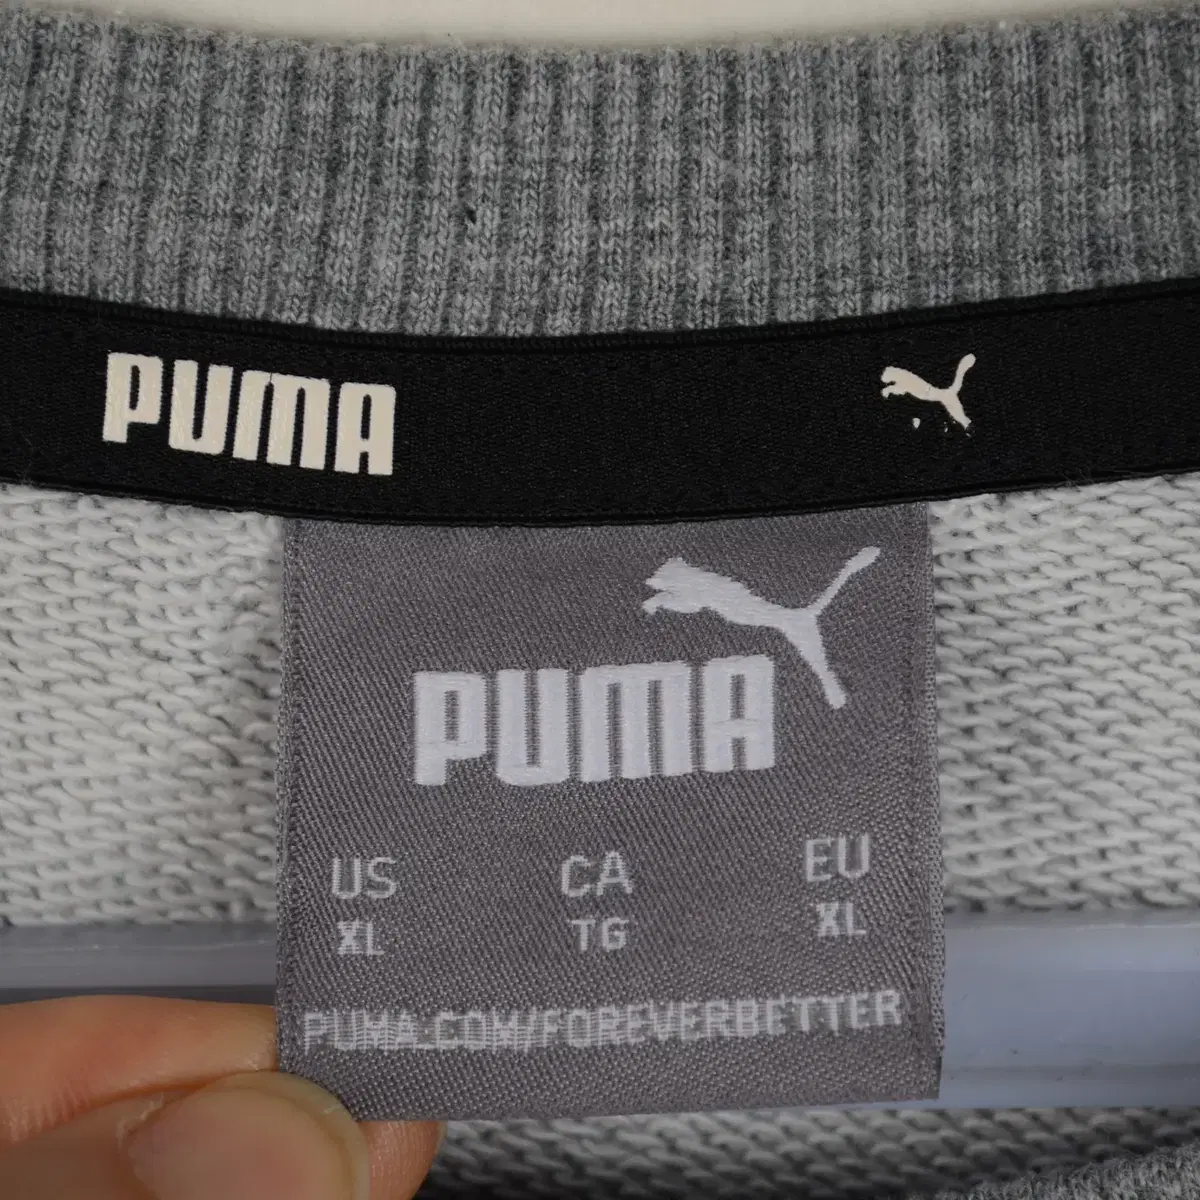 PUMA
PUMA
US CA EU
XL TG XL
PUMA.COM/FOREVERBETTER